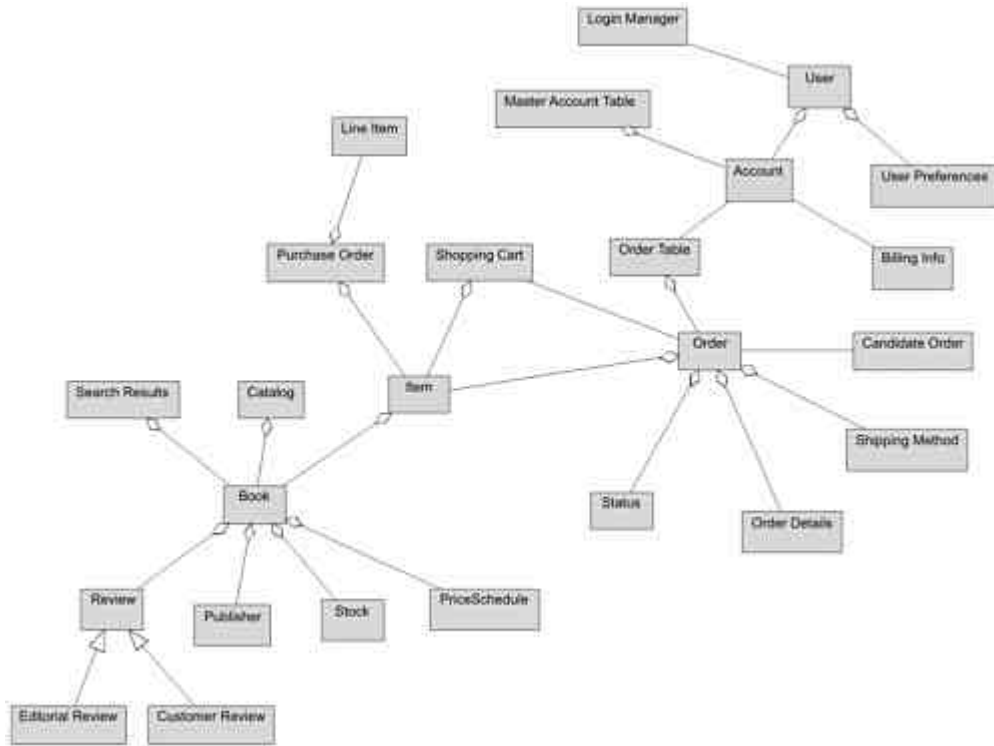 Login Manager
User
Master Account Table
Line Item
Account
User Preferences
Purchase Order
Shopping Cart
Order Table
Billing Info
Order
Candidate Order
Search Results
Catalog
Item
Shipping Method
Book
Status
Order Details
Review
Publisher
Stock
PriceSchedule
Editorial Review
Customer Review